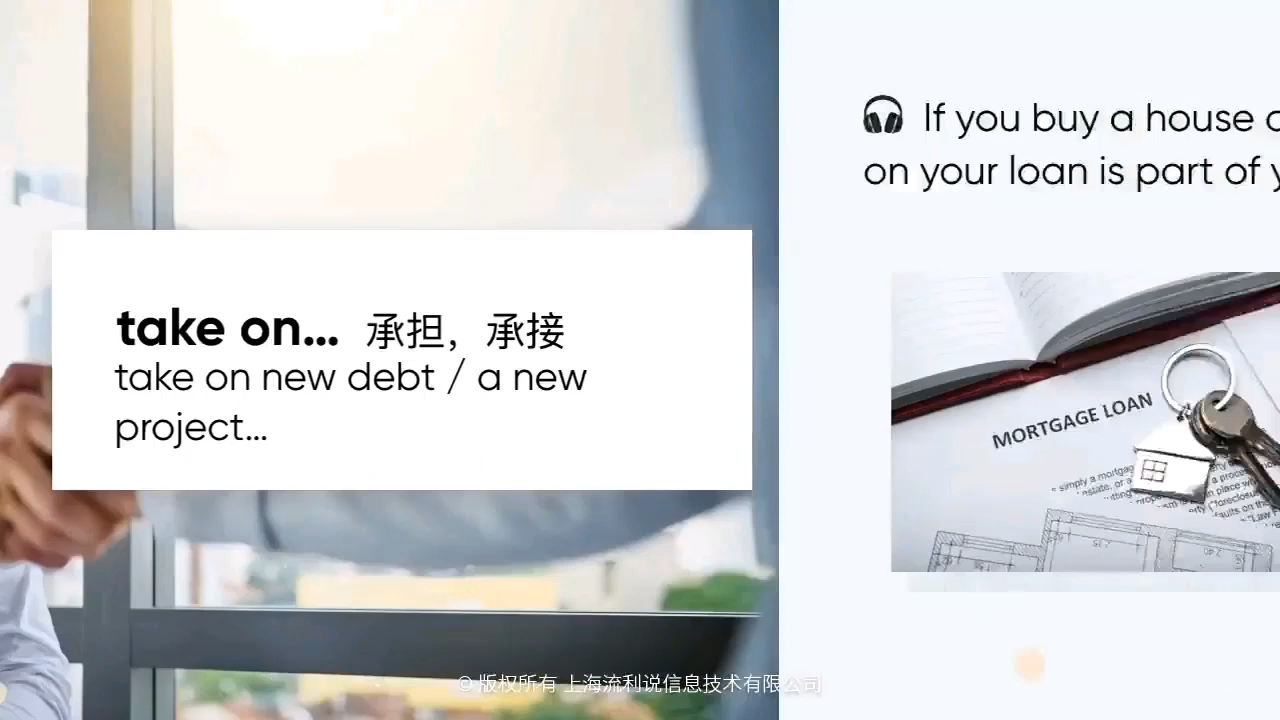 take on... 承担，承接
take on new debt / a new
project...
If you buy a house
on your loan is part of
MORTGAGE LOAN
© 版权所有 上海流利说信息技术有限公司